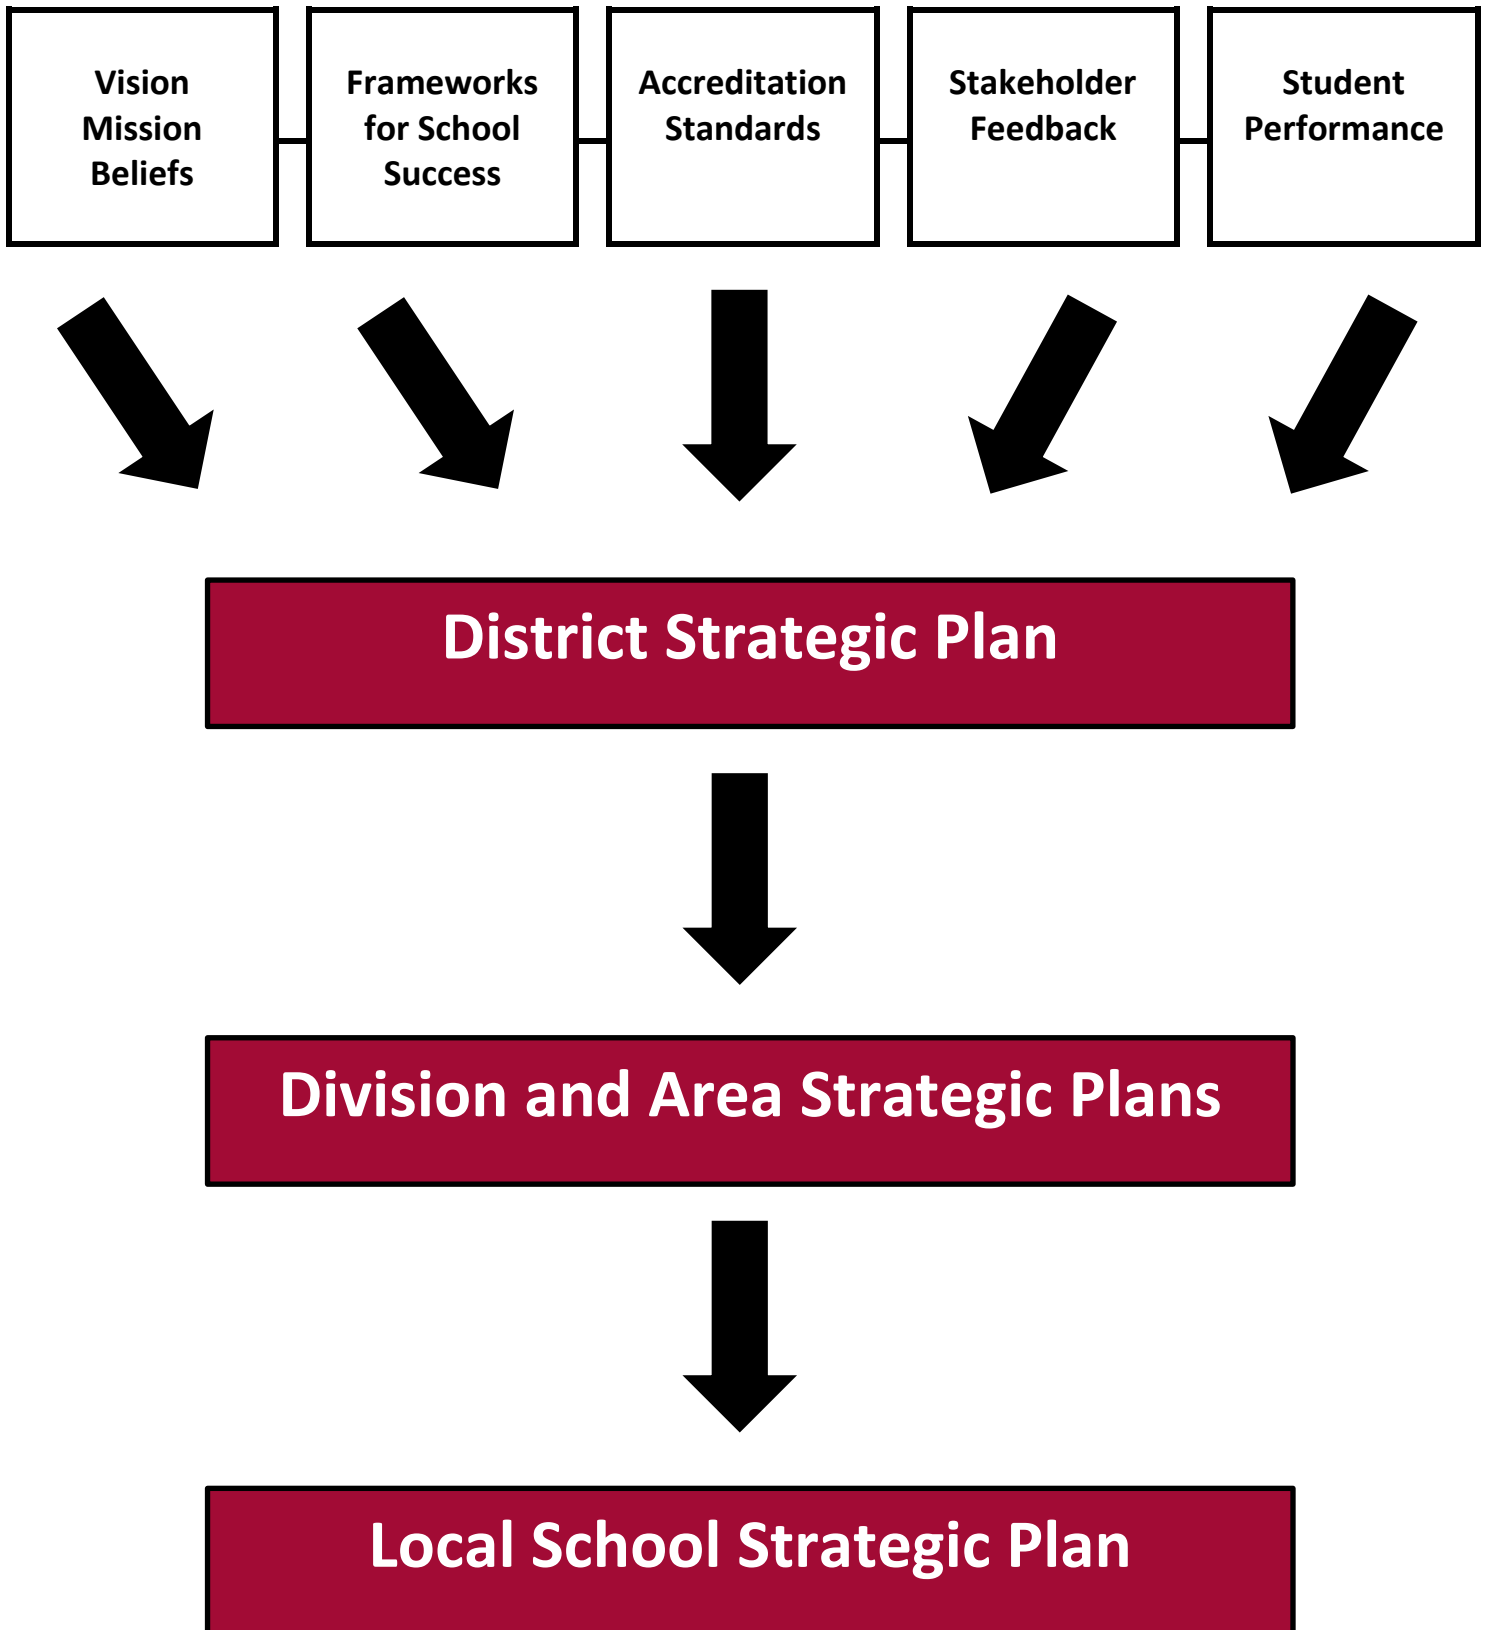 Vision
Mission
Beliefs
Frameworks
for School
Success
Accreditation
Standards
Stakeholder
Feedback
Student
Performance
District Strategic Plan
Division and Area Strategic Plans
Local School Strategic Plan